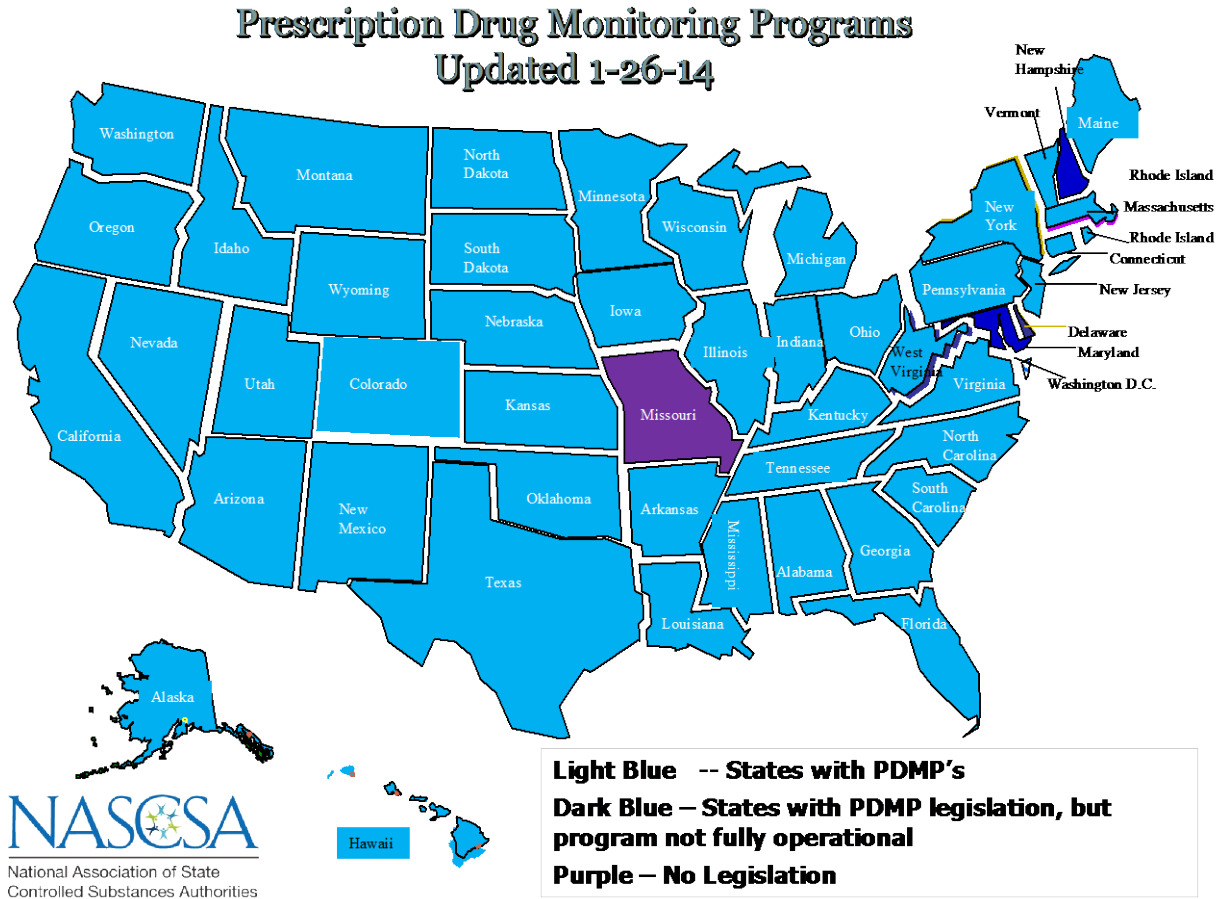 Prescription Drug Monitoring Programs
Updated 1-26-14
New
Hampshire
Vermont
Maine
Washington
Montana
North
Dakota
Minnesota
Rhode Island
Massachusetts
Rhode Island
Connecticut
New Jersey
Oregon
Idaho
South
Dakota
Wisconsin
New
York
Michigan
Wyoming
Pennsylvania
Iowa
Nebraska
Delaware
Maryland
Washington D.C.
Nevada
Illinois
Indiana
Ohio
West
Virginia
Utah
Colorado
Virginia
Kansas
Missouri
Kentucky
California
North
Carolina
Tennessee
Arizona
New
Mexico
Oklahoma
Arkansas
South
Carolina
Mississippi
Georgia
Texas
Alabama
Louisiana
Florida
Alaska
Hawaii
Light Blue -- States with PDMP's
Dark Blue – States with PDMP legislation, but
program not fully operational
Purple – No Legislation
NASCSA
National Association of State
Controlled Substances Authorities